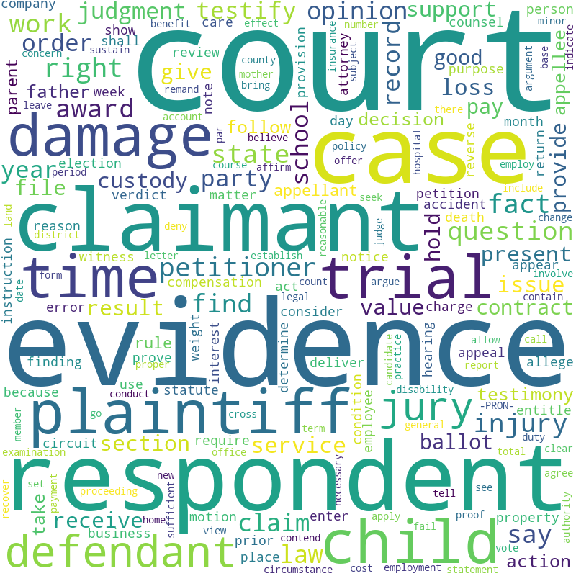 company
judgment
testify
opinion
support
person
minor
work
benefit
effect
care
number
counsel
show
shall
sustain
order
review
county
mother
bring
concern
provision
insurance
subject
attorney
record
good
purpose
argument
base
indicate
appellee
court
right
give
remand
parent
father
week
leave
award
note
account
believe
school
day
loss
pay
decision
policy
offer
there
month
reverse
return
provide
damage
par
follow
state
course
affirm
hospital
employ
case
year
election
period
custody
party
appellant
petition
accident
include
file
verdict
matter
seek
reasonable
judge
death
change
fact
claimant
land
district
reason
deny
hold
question
instruction
date
witness
letter
establish
notice
appear
involve
form
compensation
act
legal
count
argue
present
time
petitioner
trial
issue
error
result
find
consider
value
charge
contract
contain
evidence
weight
interest
determine
hearing
appeal
allege
finding
prove
rule
proper
deliver
candidate
practice
allow
call
report
because
use
statute
conduct
disability
testimony
entitle
member
go
cross
condition
employee
-PRON-
plaintiff
jury
injury
circuit
term
general
duty
examination
section
require
service
office
ballot
total
clear
respondent
necessary
recover
set
payment
proceeding
new
home
sufficient
tell
see
agree
authority
take
receive
motion
claim
enter
apply
proof
property
business
view
contend
fail
vote
say
defendant
prior
place
law
child
action
circumstance
cost
employment
statement